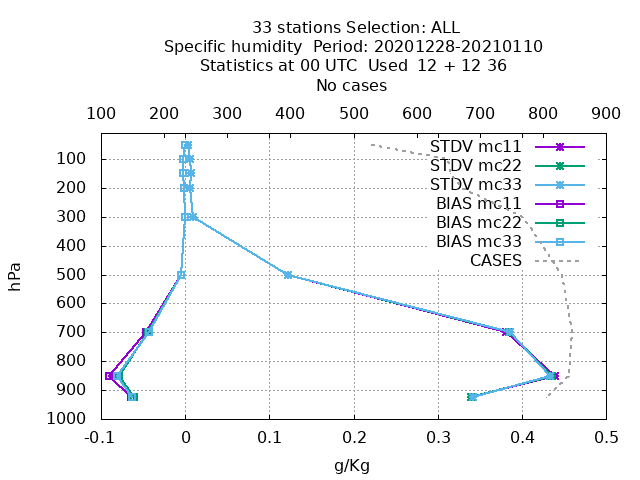 33 stations Selection: ALL
Specific humidity  Period: 20201228-20210110
Statistics at 00 UTC  Used  12 + 12 36
No cases
100 170 240 300 400 530 600 700 800 900
STDV mc11
100
STDV mc22
STDV mc33
200
BIAS mc11
300
BIAS mc22
400
BIAS mc33
CASES
500
hPa
600
700
800
900
1000
-0.1 0 0.1 0.2 0.3 0.4 0.5
g/Kg